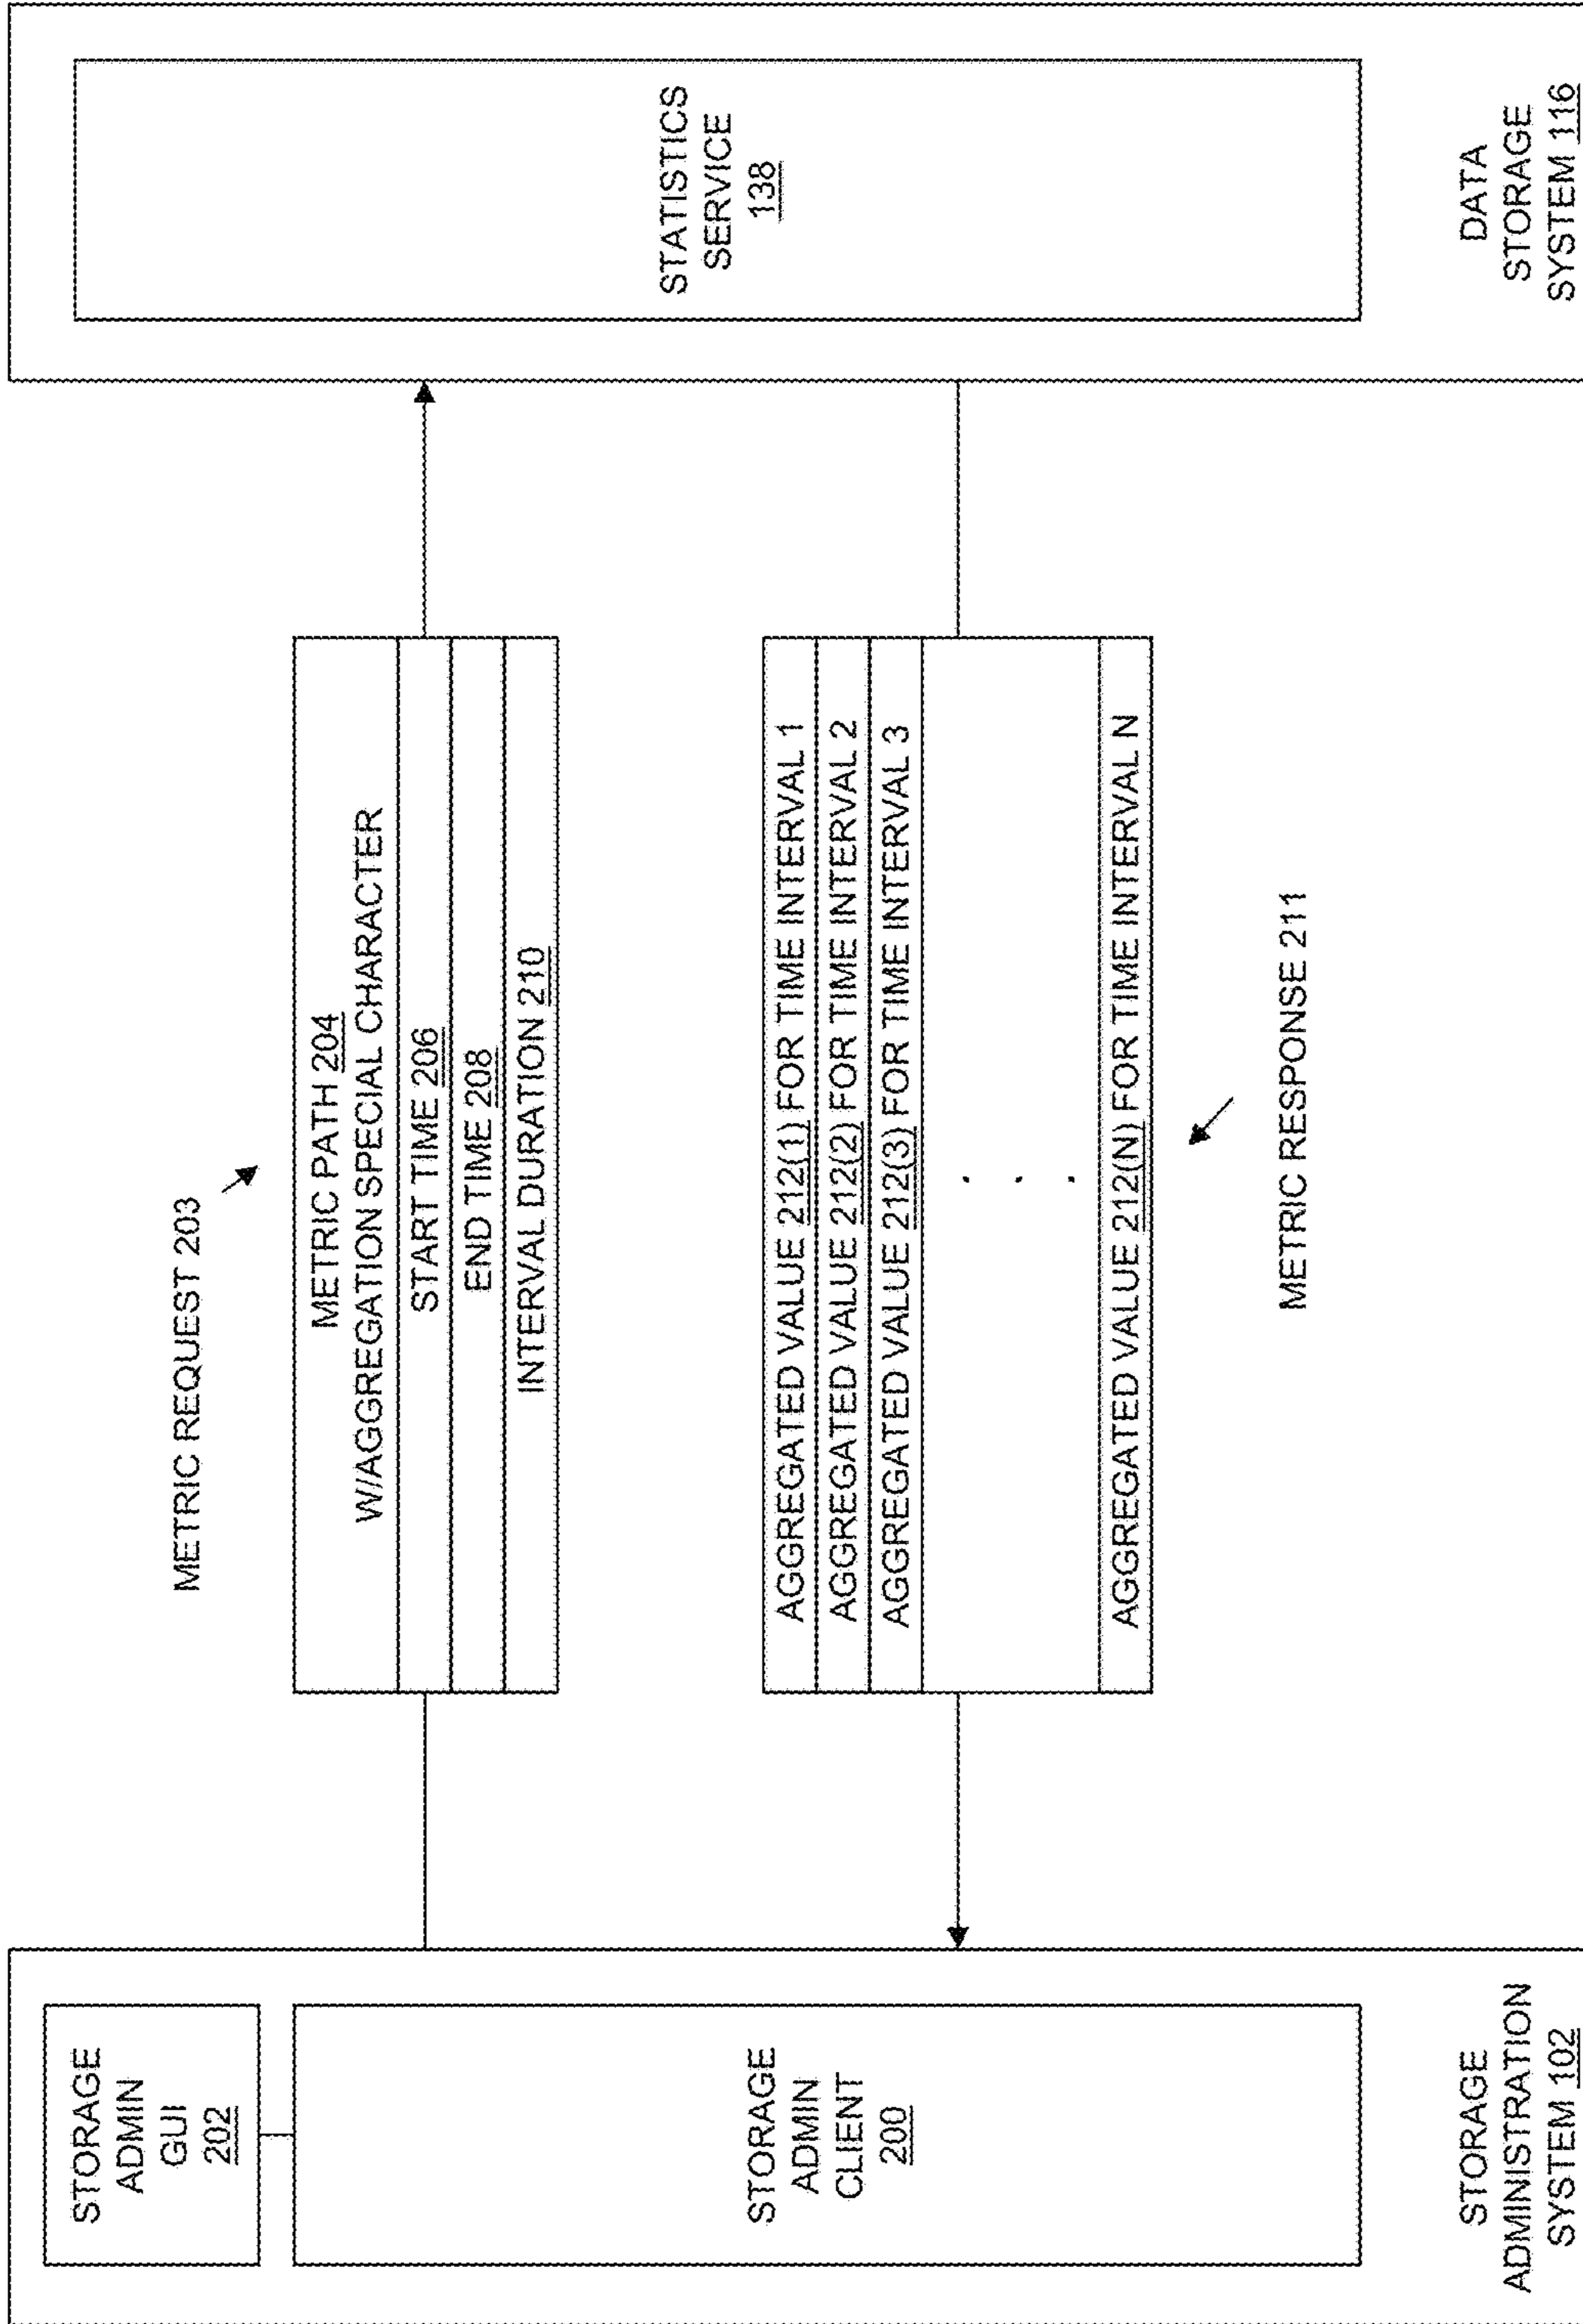 STORAGE
ADMIN
GUI
202
STORAGE
ADMIN
CLIENT
200
STORAGE
ADMINISTRATION
SYSTEM 102
METRIC REQUEST 203
METRIC PATH 204
W/AGGREGATION SPECIAL CHARACTER
START TIME 206
END TIME 208
INTERVAL DURATION 210
AGGREGATED VALUE 212(1) FOR TIME INTERVAL 1
AGGREGATED VALUE 212(2) FOR TIME INTERVAL 2
AGGREGATED VALUE 212(3) FOR TIME INTERVAL 3
. . .
AGGREGATED VALUE 212(N) FOR TIME INTERVAL N
METRIC RESPONSE 211
STATISTICS
SERVICE
138
DATA
STORAGE
SYSTEM 116